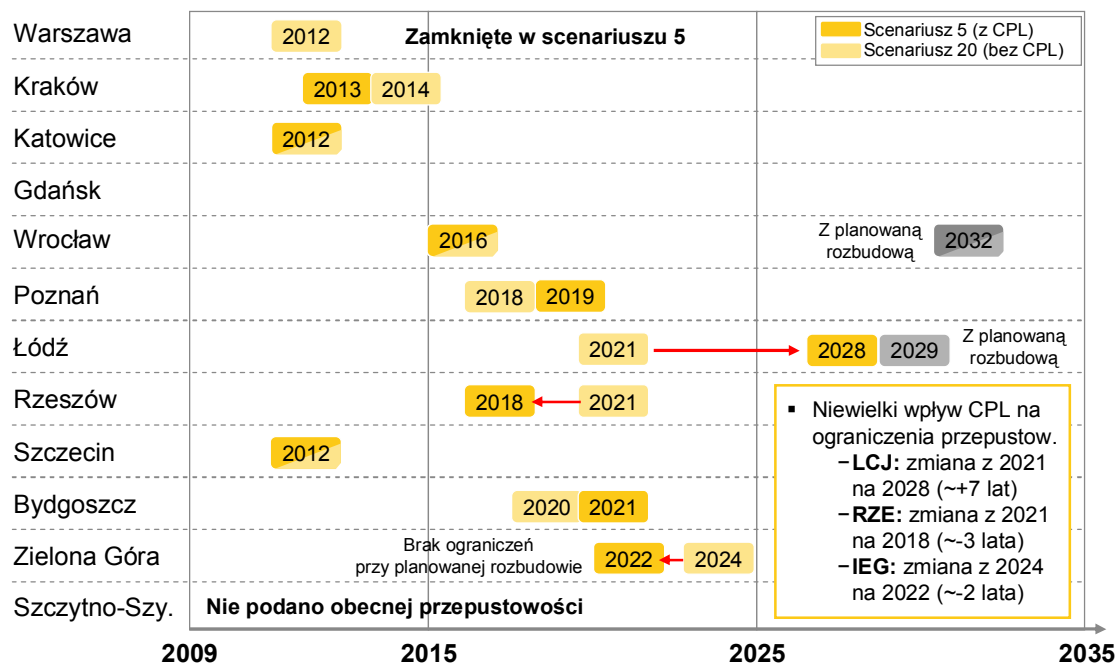 Warszawa
2012
Zamknięte w scenariuszu 5
Scenariusz 5 (z CPL)
Scenariusz 20 (bez CPL)
Kraków
2013
2014
Katowice
2012
Gdańsk
Wrocław
2016
Z planowaną
rozbudową
2032
Poznań
2018
2019
Łódź
2021
2028
2029
Z planowaną
rozbudową
Rzeszów
2018
2021
Szczecin
2012
Bydgoszcz
2020
2021
Zielona Góra
Brak ograniczeń
przy planowanej rozbudowie
2022
2024
Szczytno-Szy.
Nie podano obecnej przepustowości
▪ Niewielki wpływ CPL na
ograniczenia przepustow.
–LCJ: zmiana z 2021
na 2028 (~+7 lat)
–RZE: zmiana z 2021
na 2018 (~-3 lata)
–IEG: zmiana z 2024
na 2022 (~-2 lata)
2009
2015
2025
2035